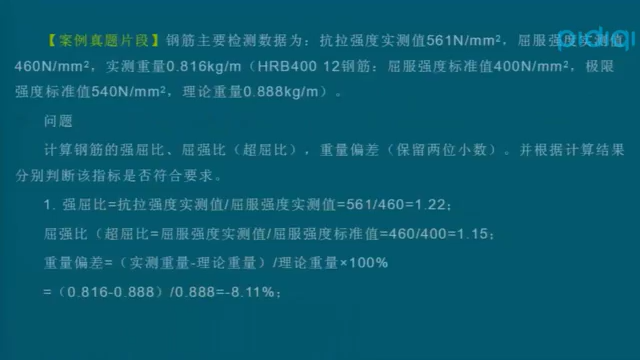 【案例真题片段】钢筋主要检测数据为：抗拉强度实测值561N/mm²，屈服强度实测值
460N/mm²，实测重量0.816kg/m（HRB400 12钢筋：屈服强度标准值400N/mm²，极限
强度标准值540N/mm²，理论重量0.888kg/m）。
问题
计算钢筋的强屈比、屈强比（超屈比），重量偏差（保留两位小数）。并根据计算结果
分别判断该指标是否符合要求。
1. 强屈比=抗拉强度实测值/屈服强度实测值=561/460=1.22；
屈强比（超屈比=屈服强度实测值/屈服强度标准值=460/400=1.15；
重量偏差=（实测重量-理论重量）/理论重量×100%
=（0.816-0.888）/0.888=-8.11%；